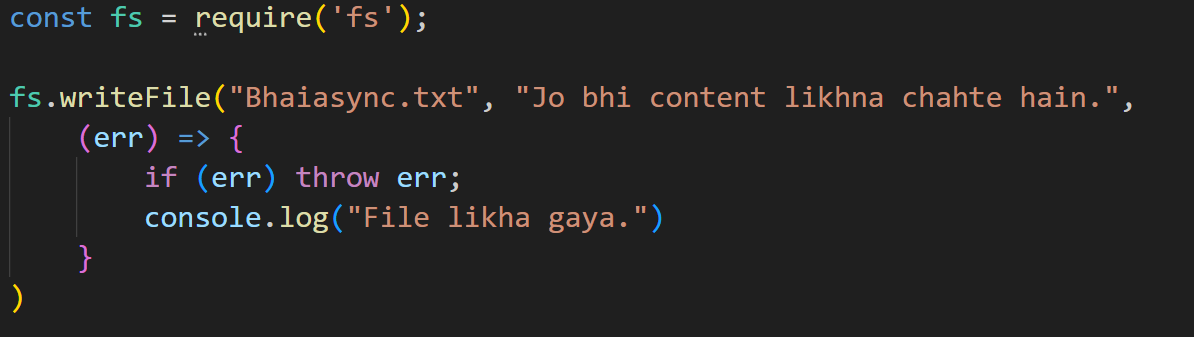 const fs = require('fs');
fs.writeFile("Bhaiasync.txt", "Jo bhi content likhna chahte hain.",
(err) => {
if (err) throw err;
console.log("File likha gaya.")
}
)